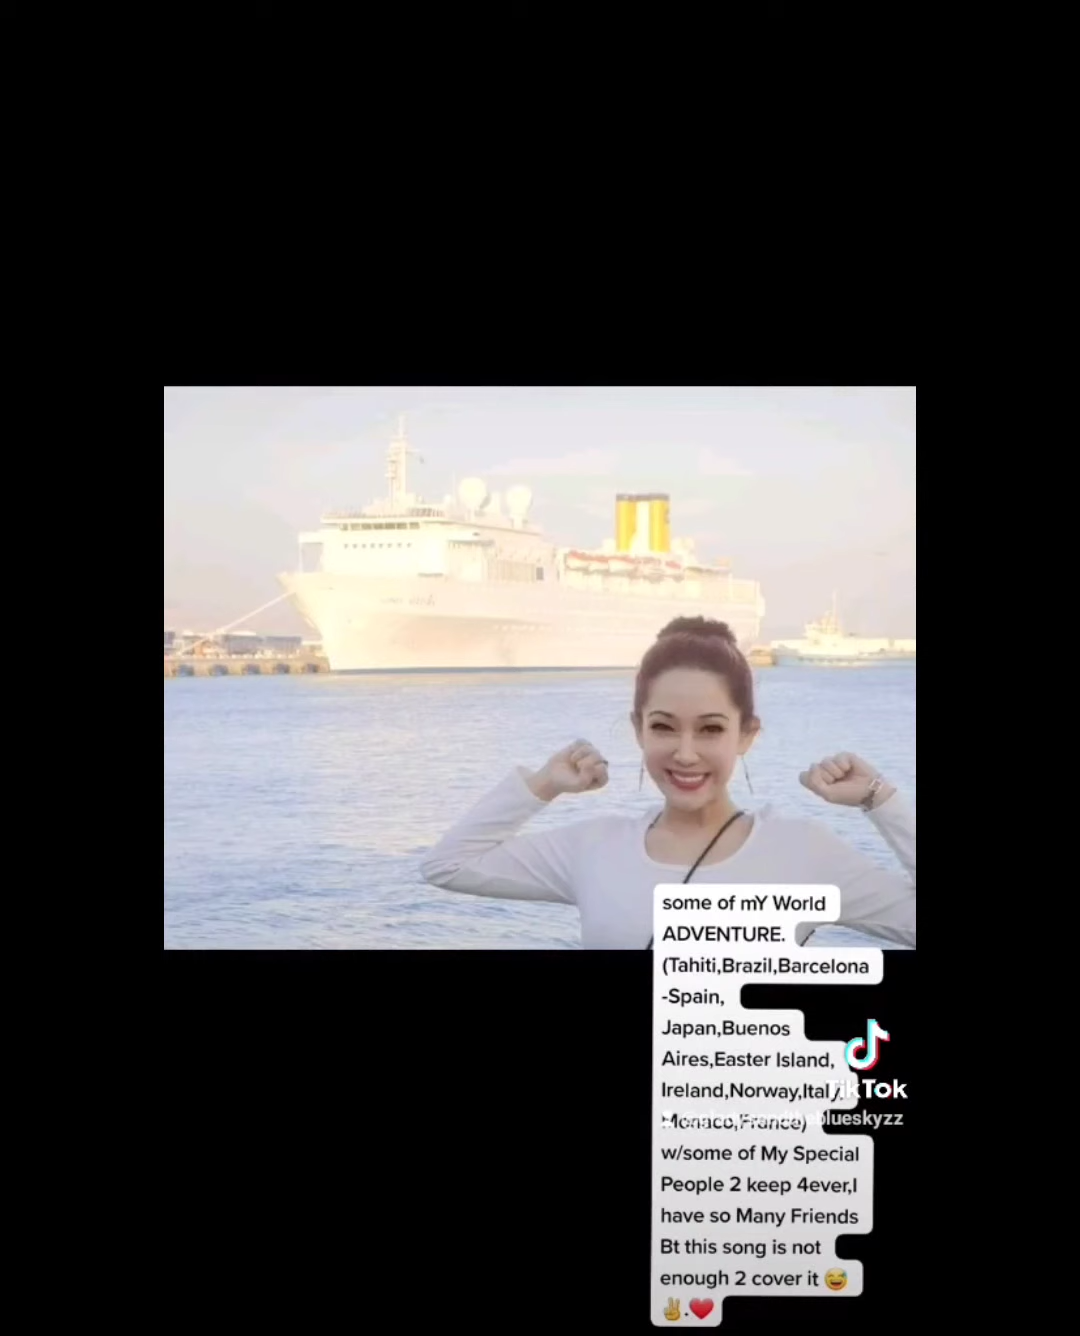 some of mY World
ADVENTURE.
(Tahiti,Brazil,Barcelona
-Spain,
Japan,Buenos
Aires,Easter Island,
Ireland,Norway,Italy,
Monaco,France)
w/some of My Special
People 2 keep 4ever,I
have so Many Friends
Bt this song is not
enough 2 cover it 😅
✌.❤
TikTok